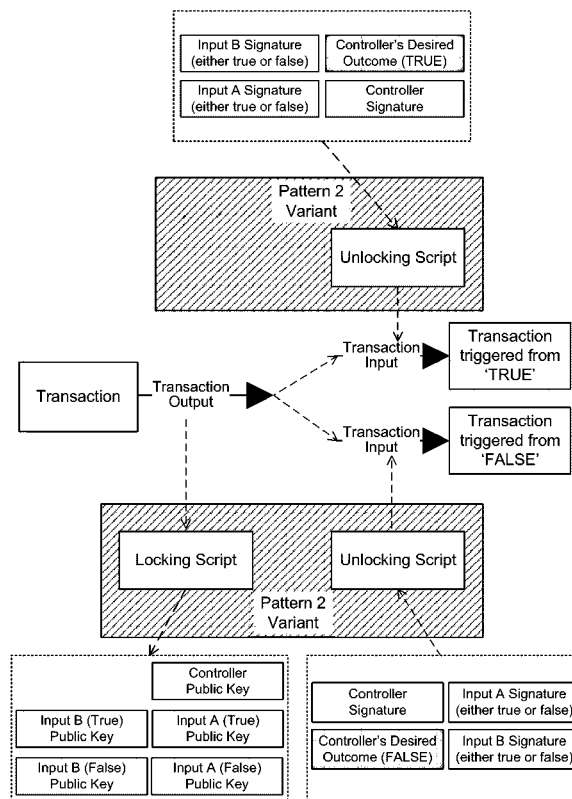 Input B Signature
(either true or false)
Controller's Desired
Outcome (TRUE)
Input A Signature
(either true or false)
Controller
Signature
Pattern 2
Variant
Unlocking Script
Transaction
Transaction
Output
Transaction
Input
Transaction
triggered from
'TRUE'
Transaction
Input
Transaction
triggered from
'FALSE'
Locking Script
Unlocking Script
Pattern 2
Variant
Controller
Public Key
Input B (True)
Public Key
Input A (True)
Public Key
Input B (False)
Public Key
Input A (False)
Public Key
Controller
Signature
Input A Signature
(either true or false)
Controller's Desired
Outcome (FALSE)
Input B Signature
(either true or false)